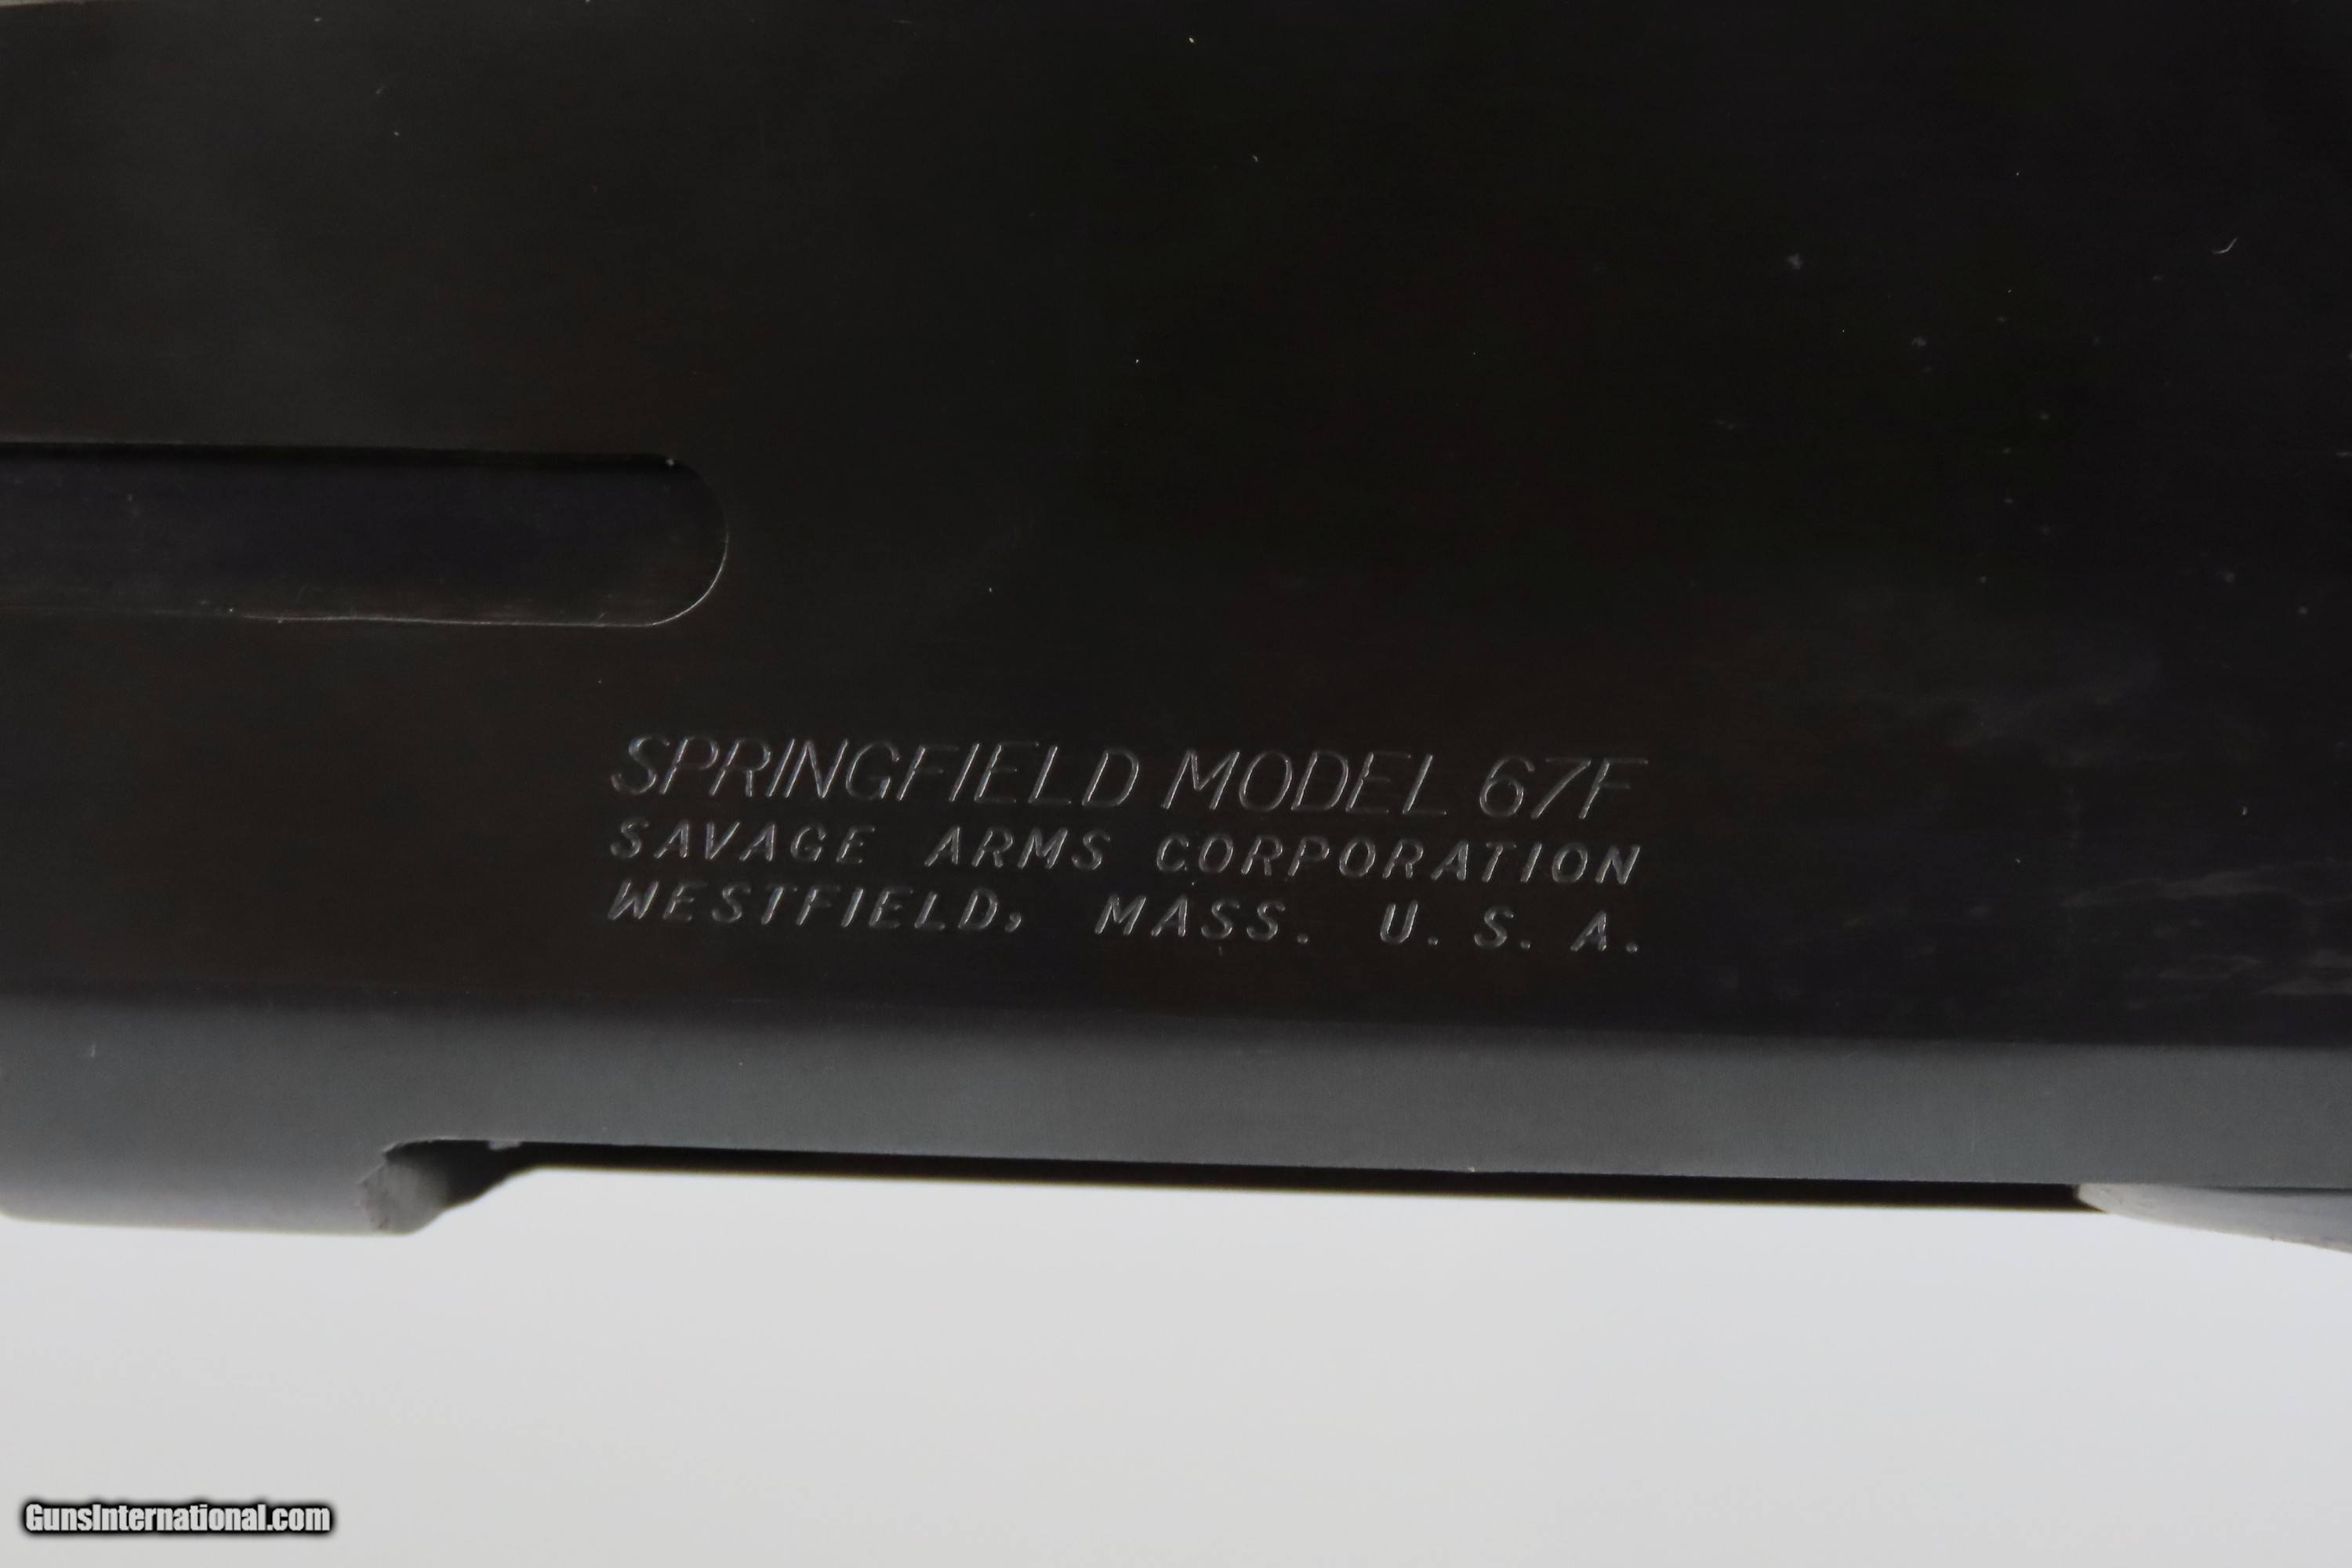 SPRINGFIELD MODEL 67F
SAVAGE ARMS CORPORATION
WESTFIELD, MASS. U. S. A.
GunsInternational.com